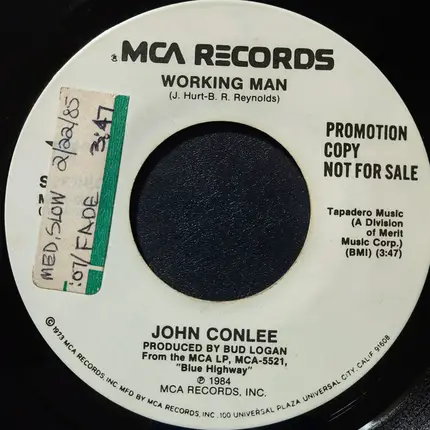 MCA RECORDS
WORKING MAN
(J. Hurt-B. R. Reynolds)
PROMOTION
COPY
NOT FOR SALE
Tapadero Music
(A Division
of Merit
Music Corp.)
(BMI) (3:47)
MED, SLOW 2/22/85
:07/FADE 3:47
JOHN CONLEE
PRODUCED BY BUD LOGAN
From the MCA LP, MCA-5521,
"Blue Highway"
℗ 1984
MCA RECORDS, INC.
© 1973 MCA RECORDS, INC. MFD BY MCA RECORDS, INC., 100 UNIVERSAL PLAZA, UNIVERSAL CITY, CALIF. 91608